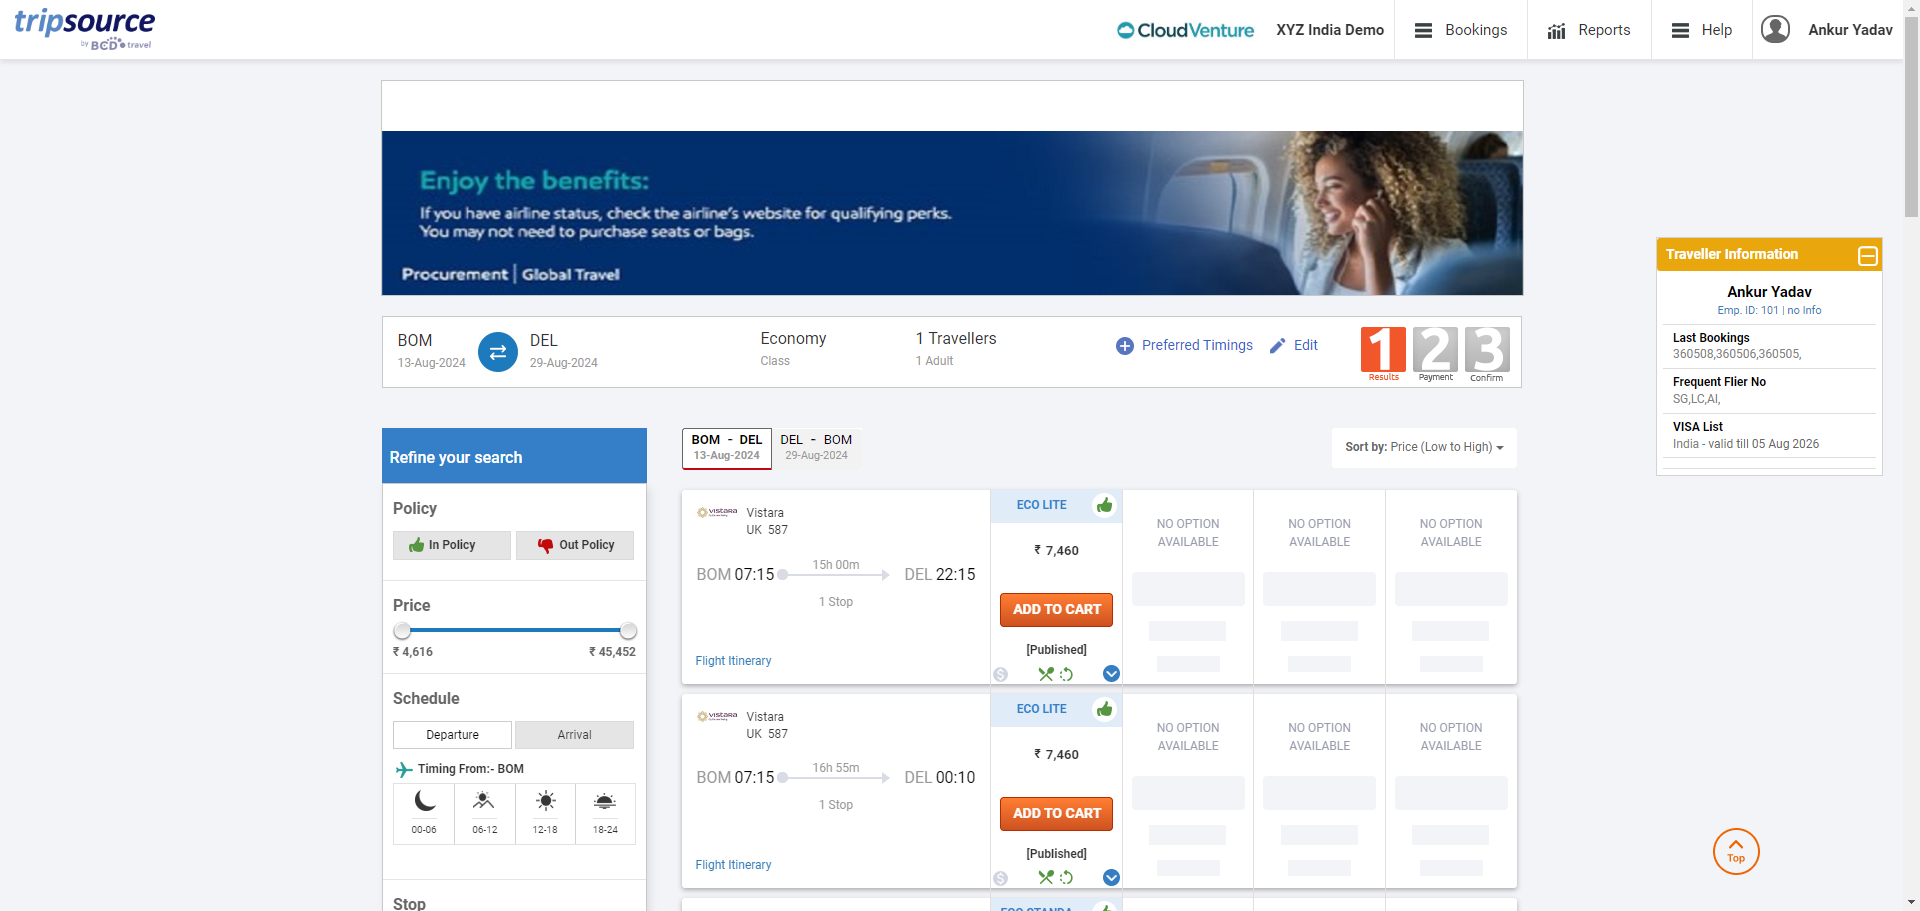 tripsource
by BCD travel
CloudVenture
XYZ India Demo
Bookings
Reports
Help
Ankur Yadav
Enjoy the benefits:
If you have airline status, check the airline's website for qualifying perks.
You may not need to purchase seats or bags.
Procurement | Global Travel
BOM
13-Aug-2024
DEL
29-Aug-2024
Economy
Class
1 Travellers
1 Adult
Preferred Timings
Edit
1
Results
2
Payment
3
Confirm
Traveller Information
Ankur Yadav
Emp. ID: 101 | no Info
Last Bookings
360508,360506,360505,
Frequent Flier No
SG,LC,AI,
VISA List
India - valid till 05 Aug 2026
Refine your search
Policy
In Policy
Out Policy
Price
₹ 4,616
₹ 45,452
Schedule
Departure
Arrival
Timing From:- BOM
00-06
06-12
12-18
18-24
Stop
BOM - DEL
13-Aug-2024
DEL - BOM
29-Aug-2024
Sort by: Price (Low to High)
VISTARA
Vistara
UK 587
BOM 07:15
15h 00m
DEL 22:15
1 Stop
Flight Itinerary
ECO LITE
₹ 7,460
ADD TO CART
[Published]
NO OPTION
AVAILABLE
NO OPTION
AVAILABLE
NO OPTION
AVAILABLE
VISTARA
Vistara
UK 587
BOM 07:15
16h 55m
DEL 00:10
1 Stop
Flight Itinerary
ECO LITE
₹ 7,460
ADD TO CART
[Published]
NO OPTION
AVAILABLE
NO OPTION
AVAILABLE
NO OPTION
AVAILABLE
ECO STANDA
Top